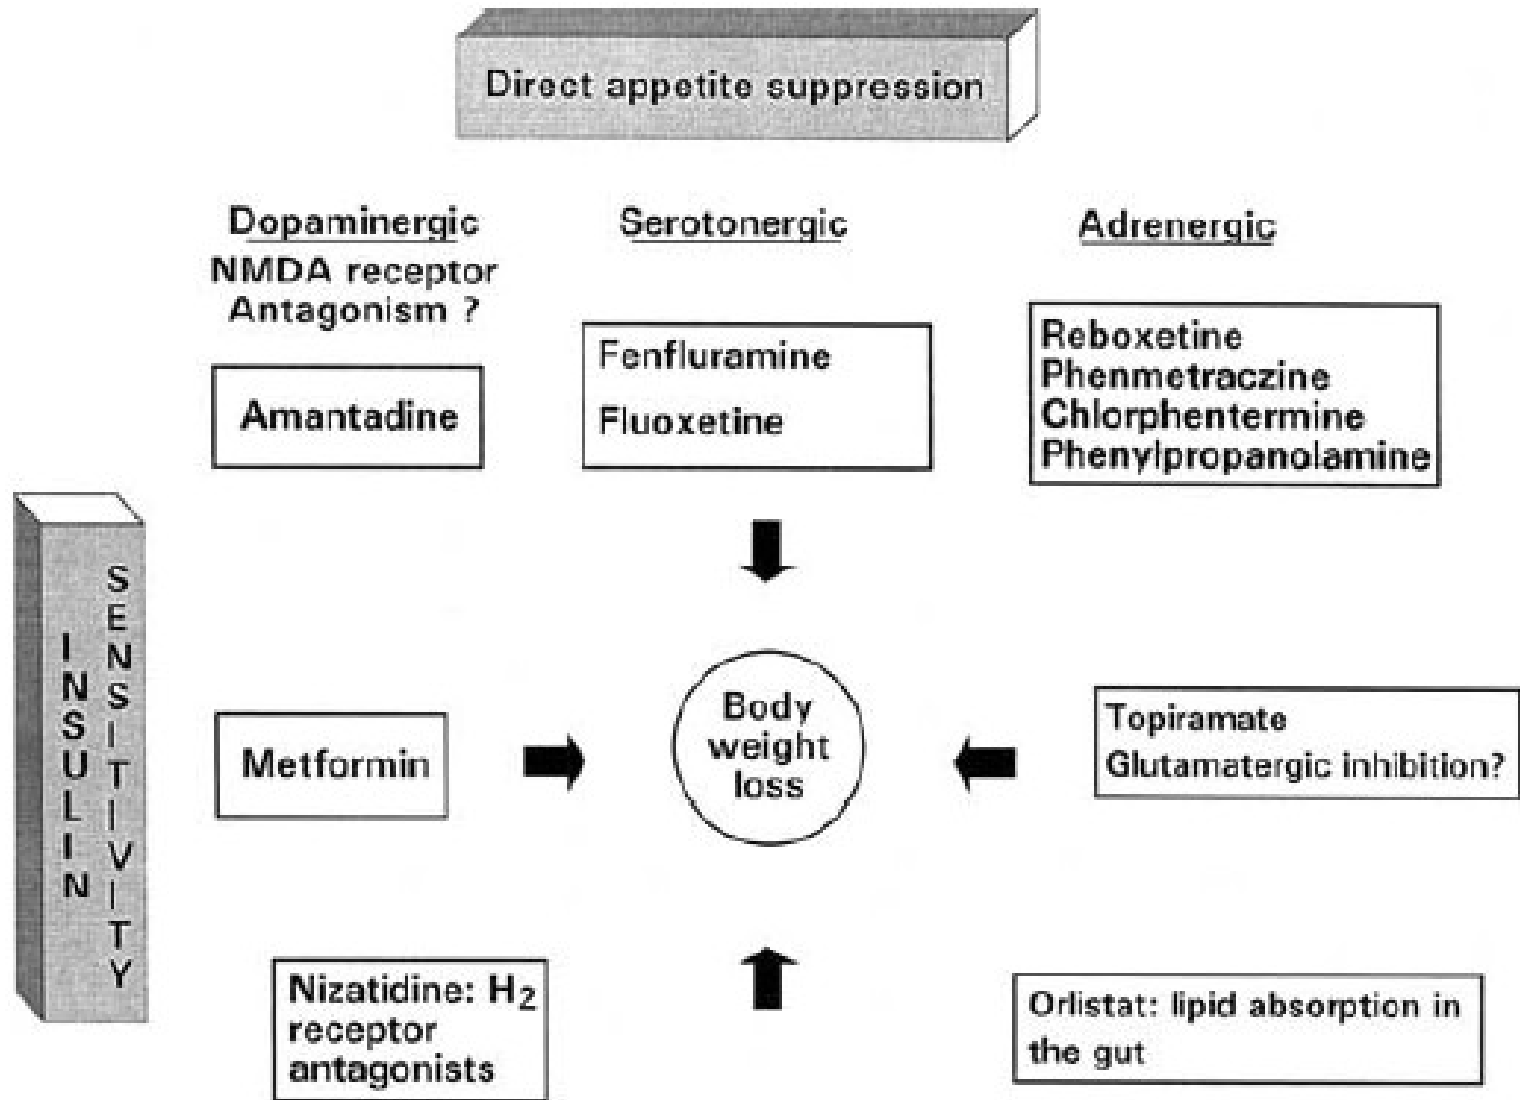 Direct appetite suppression
Dopaminergic
NMDA receptor
Antagonism ?
Amantadine
Serotonergic
Fenfluramine
Fluoxetine
Adrenergic
Reboxetine
Phenmetraczine
Chlorphentermine
Phenylpropanolamine
INSULIN
SENSITIVITY
Metformin
Body
weight
loss
Topiramate
Glutamatergic inhibition?
Nizatidine: H2
receptor
antagonists
Orlistat: lipid absorption in
the gut